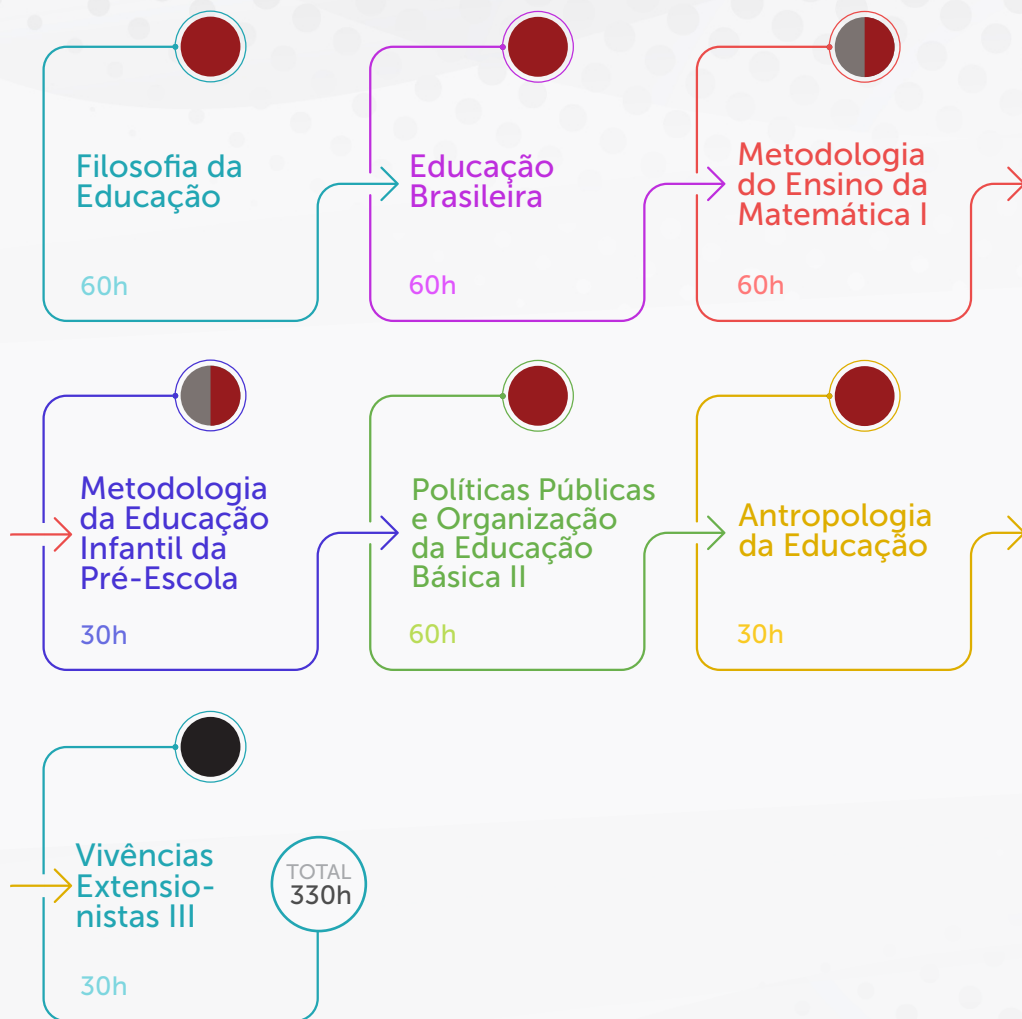 Filosofia da
Educação
60h
Educação
Brasileira
60h
Metodologia
do Ensino da
Matemática I
60h
Metodologia
da Educação
Infantil da
Pré-Escola
30h
Políticas Públicas
e Organização
da Educação
Básica II
60h
Antropologia
da Educação
30h
Vivências
Extensio-
nistas III
30h
TOTAL
330h